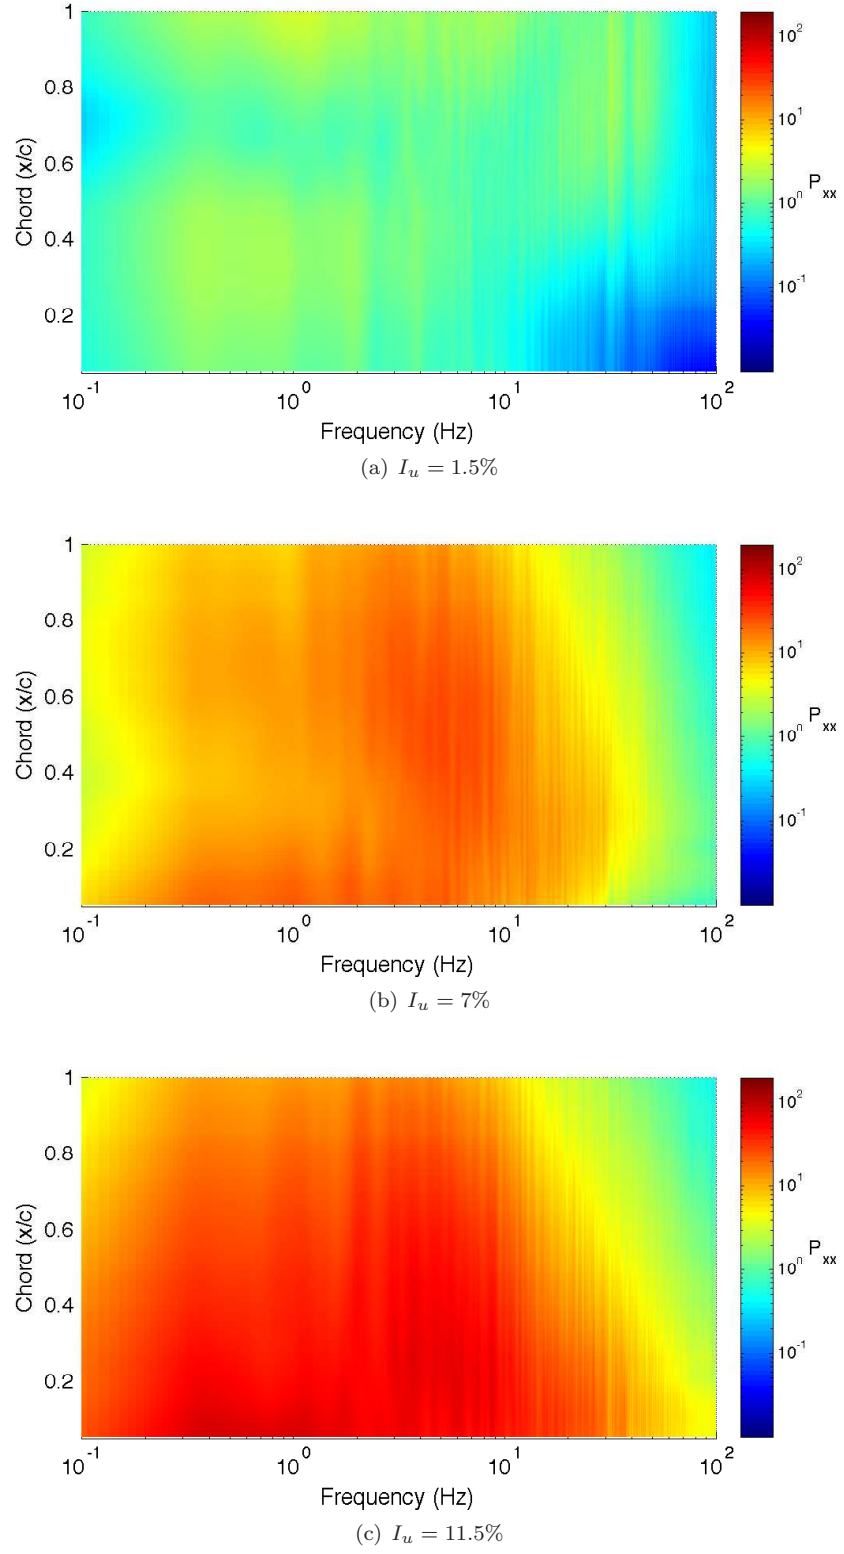 1
0.8
0.6
0.4
0.2
Chord (x/c)
10^-1 10^0 10^1 10^2
Frequency (Hz)
10^2
10^1
10^0
10^-1
P_xx
(a) I_u = 1.5%
1
0.8
0.6
0.4
0.2
Chord (x/c)
10^-1 10^0 10^1 10^2
Frequency (Hz)
10^2
10^1
10^0
10^-1
P_xx
(b) I_u = 7%
1
0.8
0.6
0.4
0.2
Chord (x/c)
10^-1 10^0 10^1 10^2
Frequency (Hz)
10^2
10^1
10^0
10^-1
P_xx
(c) I_u = 11.5%